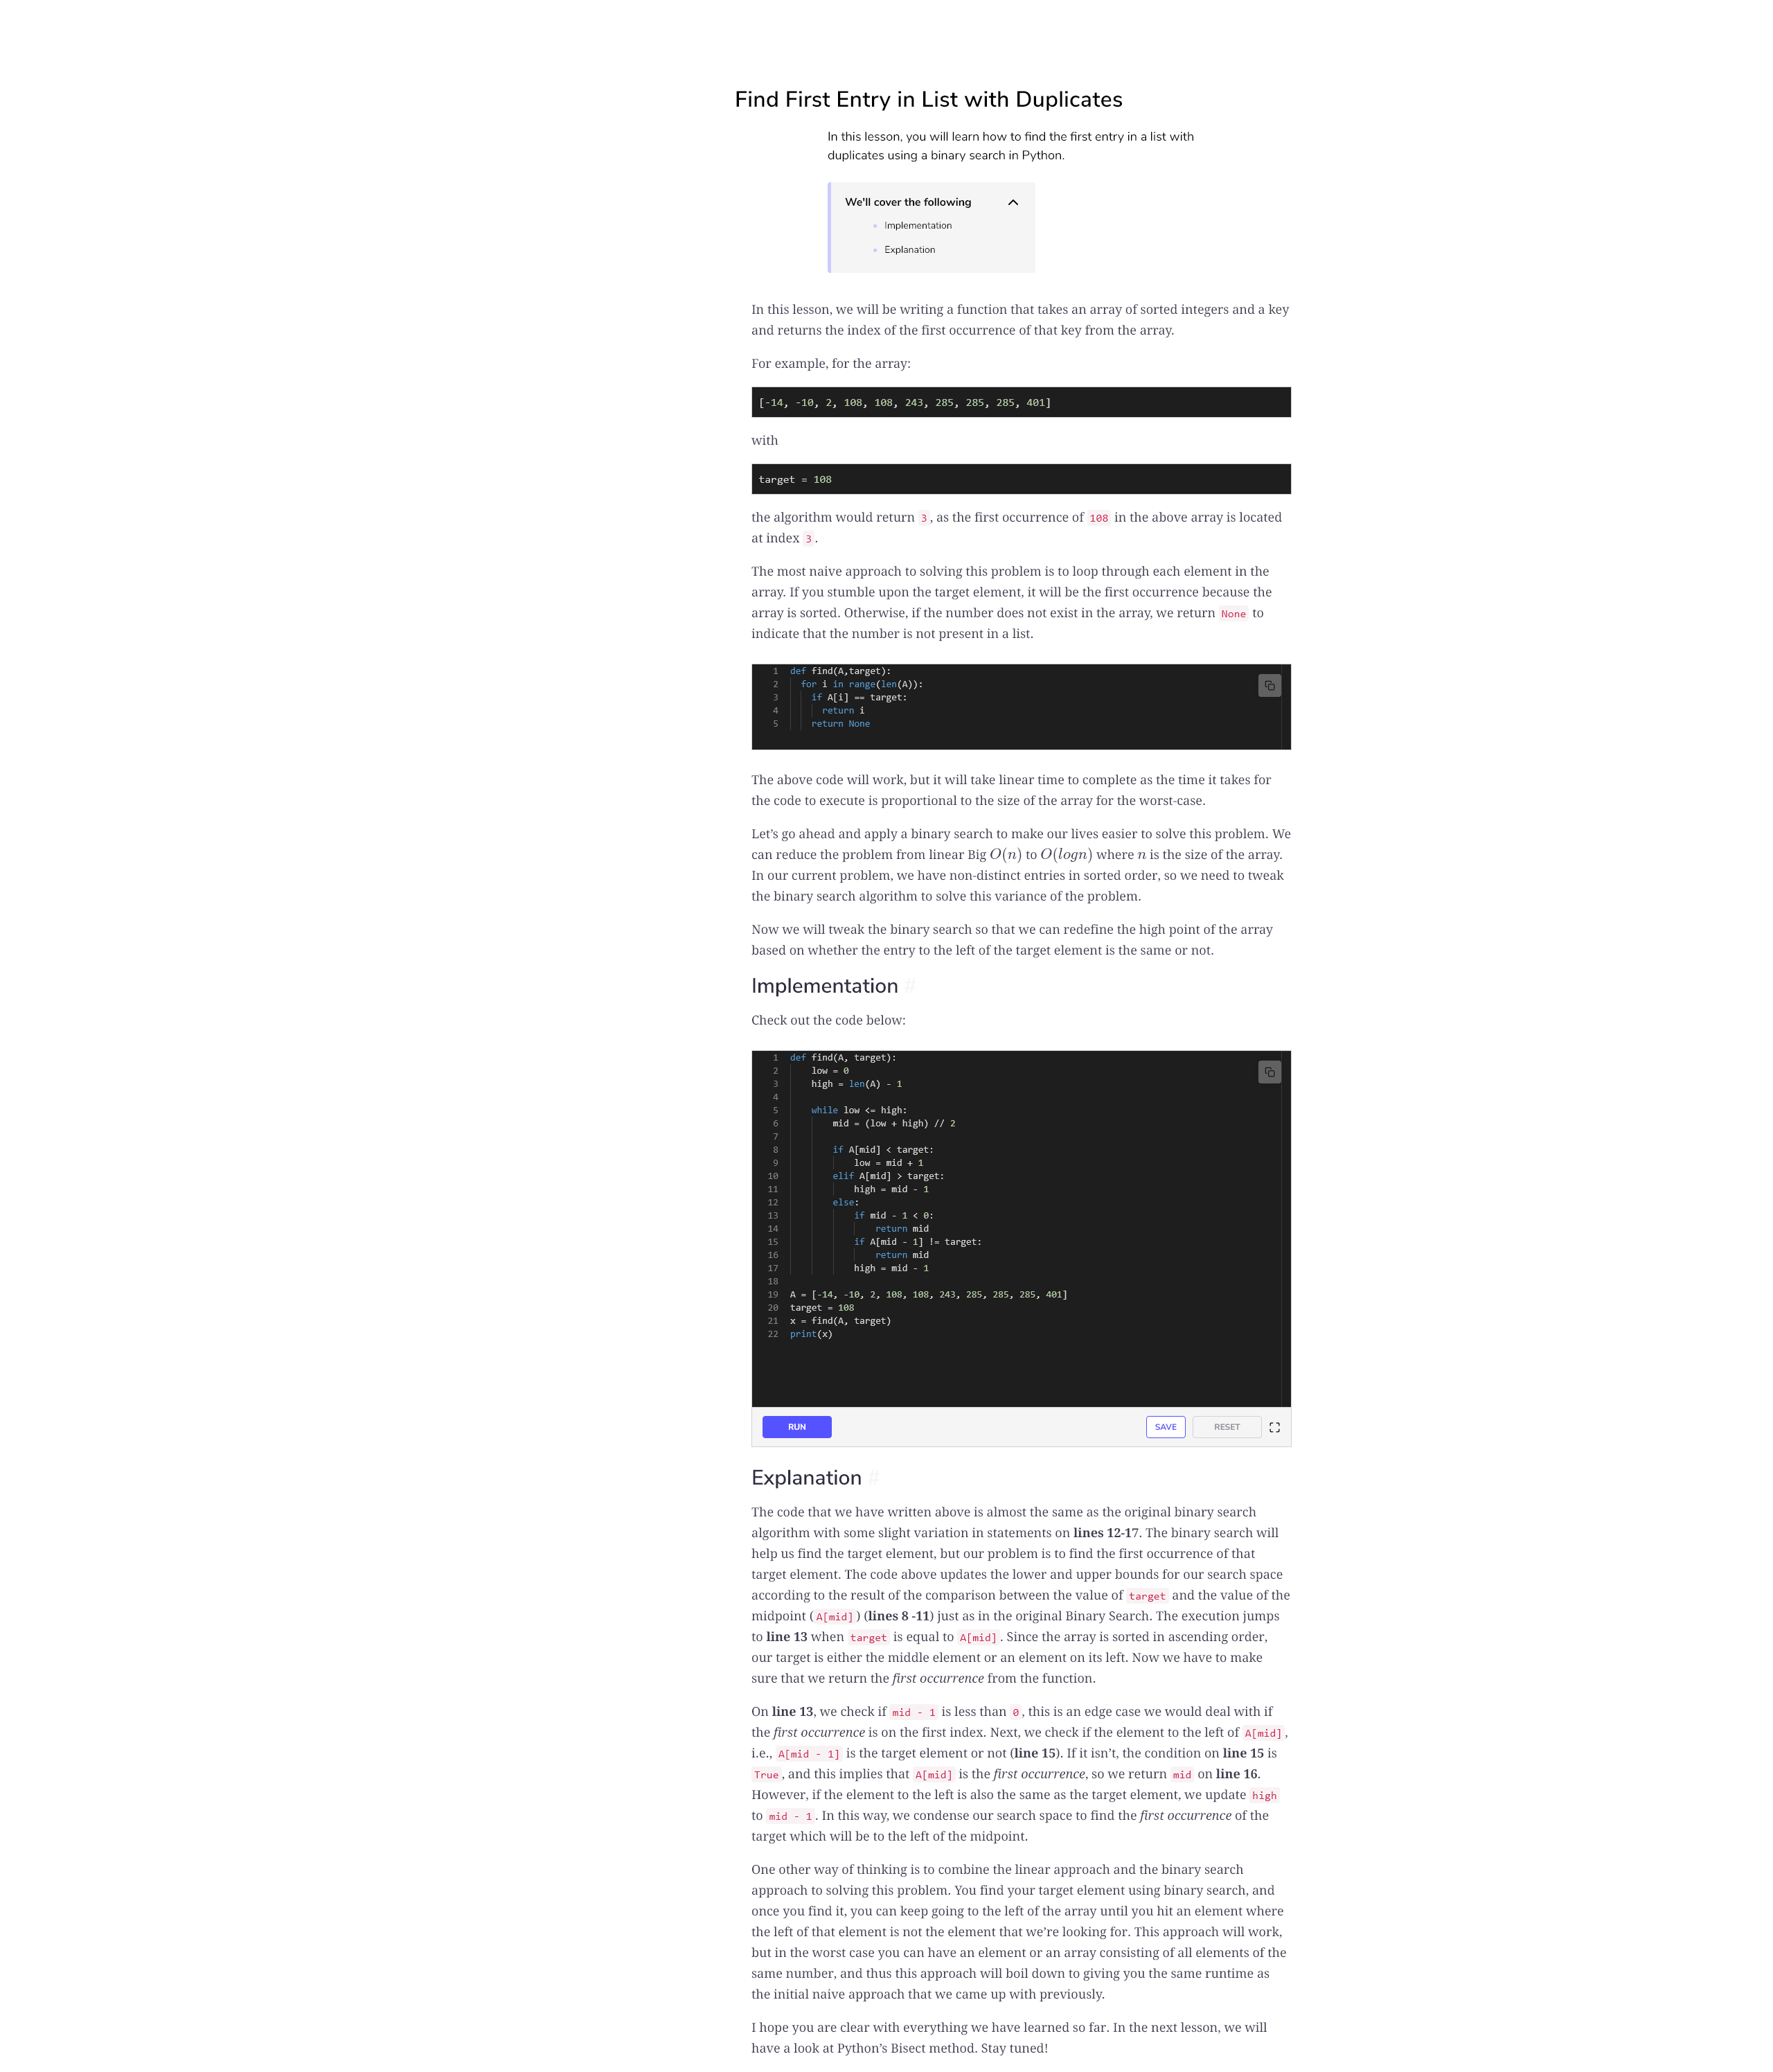 Find First Entry in List with Duplicates
In this lesson, you will learn how to find the first entry in a list with
duplicates using a binary search in Python.
We'll cover the following
Implementation
Explanation
In this lesson, we will be writing a function that takes an array of sorted integers and a key
and returns the index of the first occurrence of that key from the array.
For example, for the array:
[-14, -10, 2, 108, 108, 243, 285, 285, 285, 401]
with
target = 108
the algorithm would return 3, as the first occurrence of 108 in the above array is located
at index 3.
The most naive approach to solving this problem is to loop through each element in the
array. If you stumble upon the target element, it will be the first occurrence because the
array is sorted. Otherwise, if the number does not exist in the array, we return None to
indicate that the number is not present in a list.
1 def find(A,target):
2   for i in range(len(A)):
3     if A[i] == target:
4       return i
5     return None
The above code will work, but it will take linear time to complete as the time it takes for
the code to execute is proportional to the size of the array for the worst-case.
Let’s go ahead and apply a binary search to make our lives easier to solve this problem. We
can reduce the problem from linear Big O(n) to O(logn) where n is the size of the array.
In our current problem, we have non-distinct entries in sorted order, so we need to tweak
the binary search algorithm to solve this variance of the problem.
Now we will tweak the binary search so that we can redefine the high point of the array
based on whether the entry to the left of the target element is the same or not.
Implementation #
Check out the code below:
1 def find(A, target):
2     low = 0
3     high = len(A) - 1
4
5     while low <= high:
6         mid = (low + high) // 2
7
8         if A[mid] < target:
9             low = mid + 1
10         elif A[mid] > target:
11             high = mid - 1
12         else:
13             if mid - 1 < 0:
14                 return mid
15             if A[mid - 1] != target:
16                 return mid
17             high = mid - 1
18
19 A = [-14, -10, 2, 108, 108, 243, 285, 285, 285, 401]
20 target = 108
21 x = find(A, target)
22 print(x)
RUN SAVE RESET
Explanation #
The code that we have written above is almost the same as the original binary search
algorithm with some slight variation in statements on lines 12-17. The binary search will
help us find the target element, but our problem is to find the first occurrence of that
target element. The code above updates the lower and upper bounds for our search space
according to the result of the comparison between the value of target and the value of the
midpoint (A[mid]) (lines 8 -11) just as in the original Binary Search. The execution jumps
to line 13 when target is equal to A[mid]. Since the array is sorted in ascending order,
our target is either the middle element or an element on its left. Now we have to make
sure that we return the first occurrence from the function.
On line 13, we check if mid - 1 is less than 0, this is an edge case we would deal with if
the first occurrence is on the first index. Next, we check if the element to the left of A[mid],
i.e., A[mid - 1] is the target element or not (line 15). If it isn’t, the condition on line 15 is
True, and this implies that A[mid] is the first occurrence, so we return mid on line 16.
However, if the element to the left is also the same as the target element, we update high
to mid - 1. In this way, we condense our search space to find the first occurrence of the
target which will be to the left of the midpoint.
One other way of thinking is to combine the linear approach and the binary search
approach to solving this problem. You find your target element using binary search, and
once you find it, you can keep going to the left of the array until you hit an element where
the left of that element is not the element that we’re looking for. This approach will work,
but in the worst case you can have an element or an array consisting of all elements of the
same number, and thus this approach will boil down to giving you the same runtime as
the initial naive approach that we came up with previously.
I hope you are clear with everything we have learned so far. In the next lesson, we will
have a look at Python’s Bisect method. Stay tuned!